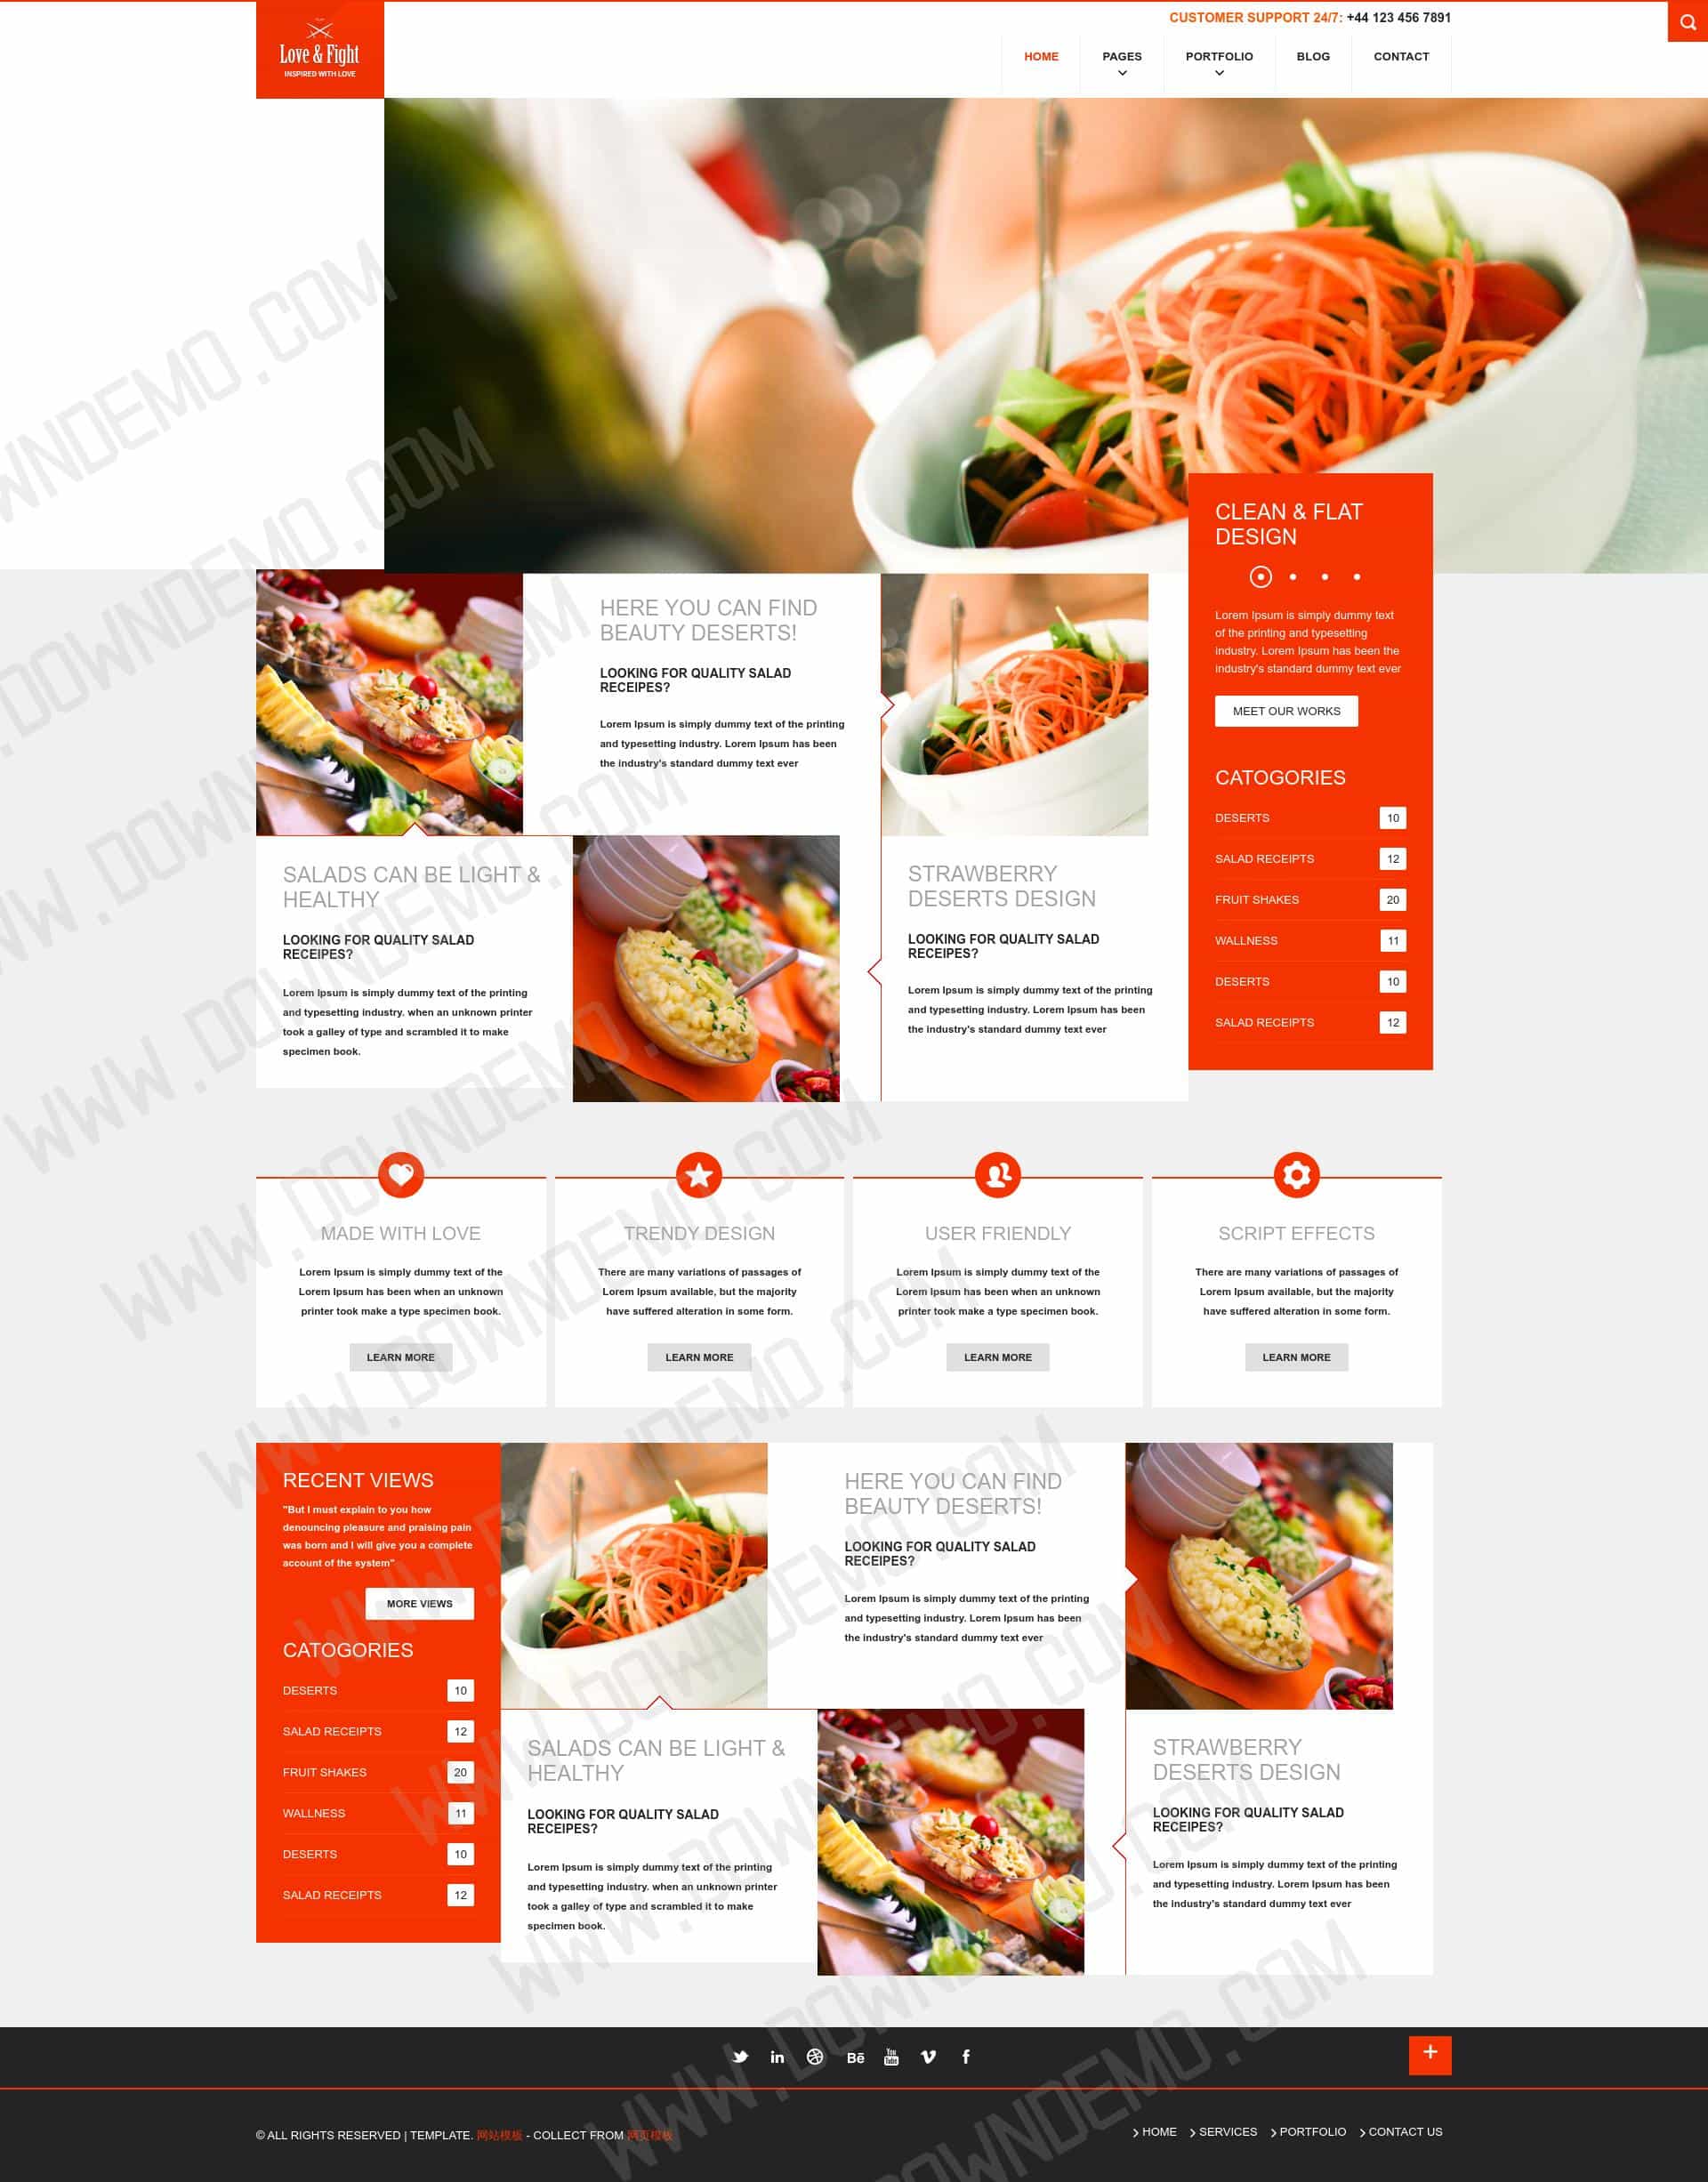 Love & Fight
INSPIRED WITH LOVE
CUSTOMER SUPPORT 24/7: +44 123 456 7891
HOME
PAGES
PORTFOLIO
BLOG
CONTACT
CLEAN & FLAT
DESIGN
Lorem Ipsum is simply dummy text
of the printing and typesetting
industry. Lorem Ipsum has been the
industry's standard dummy text ever
MEET OUR WORKS
CATOGORIES
DESERTS 10
SALAD RECEIPTS 12
FRUIT SHAKES 20
WALLNESS 11
DESERTS 10
SALAD RECEIPTS 12
HERE YOU CAN FIND
BEAUTY DESERTS!
LOOKING FOR QUALITY SALAD
RECEIPES?
Lorem Ipsum is simply dummy text of the printing
and typesetting industry. Lorem Ipsum has been
the industry's standard dummy text ever
SALADS CAN BE LIGHT &
HEALTHY
LOOKING FOR QUALITY SALAD
RECEIPES?
Lorem Ipsum is simply dummy text of the printing
and typesetting industry. when an unknown printer
took a galley of type and scrambled it to make
specimen book.
STRAWBERRY
DESERTS DESIGN
LOOKING FOR QUALITY SALAD
RECEIPES?
Lorem Ipsum is simply dummy text of the printing
and typesetting industry. Lorem Ipsum has been
the industry's standard dummy text ever
MADE WITH LOVE
Lorem Ipsum is simply dummy text of the
Lorem Ipsum has been when an unknown
printer took make a type specimen book.
LEARN MORE
TRENDY DESIGN
There are many variations of passages of
Lorem Ipsum available, but the majority
have suffered alteration in some form.
LEARN MORE
USER FRIENDLY
Lorem Ipsum is simply dummy text of the
Lorem Ipsum has been when an unknown
printer took make a type specimen book.
LEARN MORE
SCRIPT EFFECTS
There are many variations of passages of
Lorem Ipsum available, but the majority
have suffered alteration in some form.
LEARN MORE
RECENT VIEWS
"But I must explain to you how
denouncing pleasure and praising pain
was born and I will give you a complete
account of the system"
MORE VIEWS
CATOGORIES
DESERTS 10
SALAD RECEIPTS 12
FRUIT SHAKES 20
WALLNESS 11
DESERTS 10
SALAD RECEIPTS 12
HERE YOU CAN FIND
BEAUTY DESERTS!
LOOKING FOR QUALITY SALAD
RECEIPES?
Lorem Ipsum is simply dummy text of the printing
and typesetting industry. Lorem Ipsum has been
the industry's standard dummy text ever
SALADS CAN BE LIGHT &
HEALTHY
LOOKING FOR QUALITY SALAD
RECEIPES?
Lorem Ipsum is simply dummy text of the printing
and typesetting industry. when an unknown printer
took a galley of type and scrambled it to make
specimen book.
STRAWBERRY
DESERTS DESIGN
LOOKING FOR QUALITY SALAD
RECEIPES?
Lorem Ipsum is simply dummy text of the printing
and typesetting industry. Lorem Ipsum has been
the industry's standard dummy text ever
in
Bē
You Tube
f
+
© ALL RIGHTS RESERVED | TEMPLATE. 网站模板 - COLLECT FROM 网页模板
HOME
SERVICES
PORTFOLIO
CONTACT US
WWW.DOWNDEMO.COM